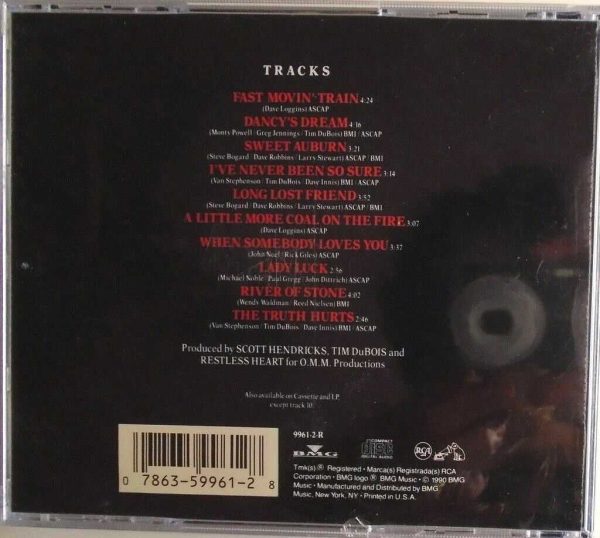 TRACKS
FAST MOVIN' TRAIN 4:24
(Dave Loggins) ASCAP
DANCY'S DREAM 4:16
(Monty Powell / Greg Jennings / Tim DuBois) BMI / ASCAP
SWEET AUBURN 3:21
(Steve Bogard / Dave Robbins / Larry Stewart) ASCAP / BMI
I'VE NEVER BEEN SO SURE 3:14
(Van Stephenson / Tim DuBois / Dave Innis) BMI / ASCAP
LONG LOST FRIEND 3:52
(Steve Bogard / Dave Robbins / Larry Stewart) ASCAP / BMI
A LITTLE MORE COAL ON THE FIRE 3:07
(Dave Loggins) ASCAP
WHEN SOMEBODY LOVES YOU 3:37
(John Neel / Rick Giles) ASCAP
LADY LUCK 2:56
(Michael Noble / Paul Gregg / John Dittrich) ASCAP
RIVER OF STONE 4:02
(Wendy Waldman / Reed Nielsen) BMI
THE TRUTH HURTS 2:46
(Van Stephenson / Tim DuBois / Dave Innis) BMI / ASCAP
Produced by SCOTT HENDRICKS, TIM DuBOIS and
RESTLESS HEART for O.M.M. Productions
Also available on Cassette and LP,
except track 10.
9961-2-R
BMG
COMPACT
disc
DIGITAL AUDIO
RCA
Tmk(s) ® Registered • Marca(s) Registrada(s) RCA
Corporation • BMG logo ® BMG Music • © 1990 BMG
Music • Manufactured and Distributed by BMG
Music, New York, NY • Printed in U.S.A.
0 7863-59961-2 8